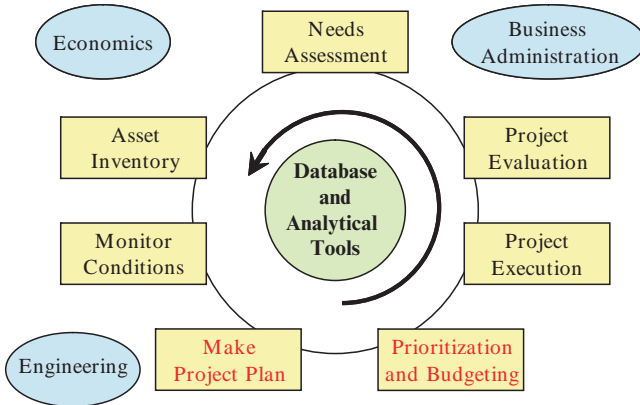 Economics
Needs
Assessment
Business
Administration
Asset
Inventory
Project
Evaluation
Database
and
Analytical
Tools
Monitor
Conditions
Project
Execution
Engineering
Make
Project Plan
Prioritization
and Budgeting